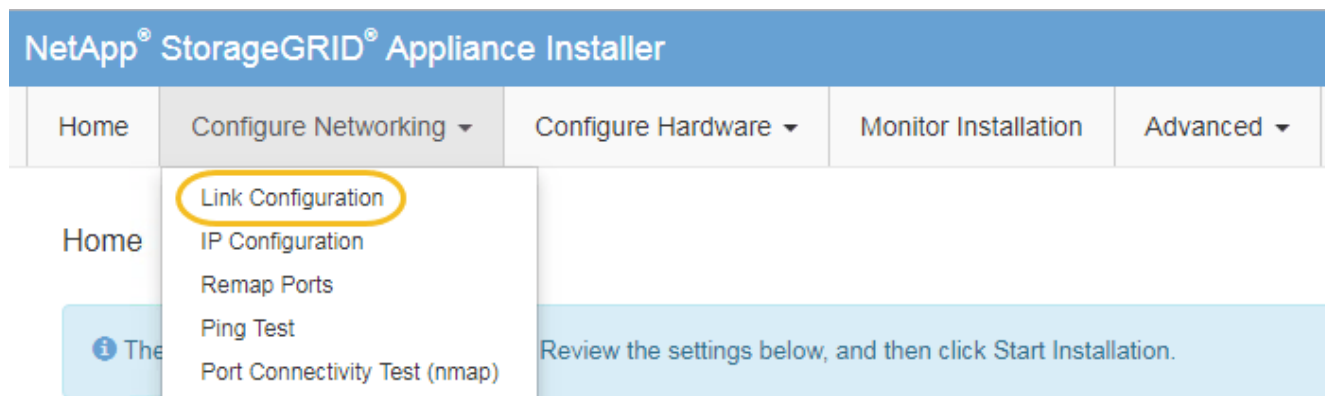 NetApp® StorageGRID® Appliance Installer
Home Configure Networking Configure Hardware Monitor Installation Advanced
Link Configuration
IP Configuration
Remap Ports
Ping Test
Port Connectivity Test (nmap)
Home
The Review the settings below, and then click Start Installation.